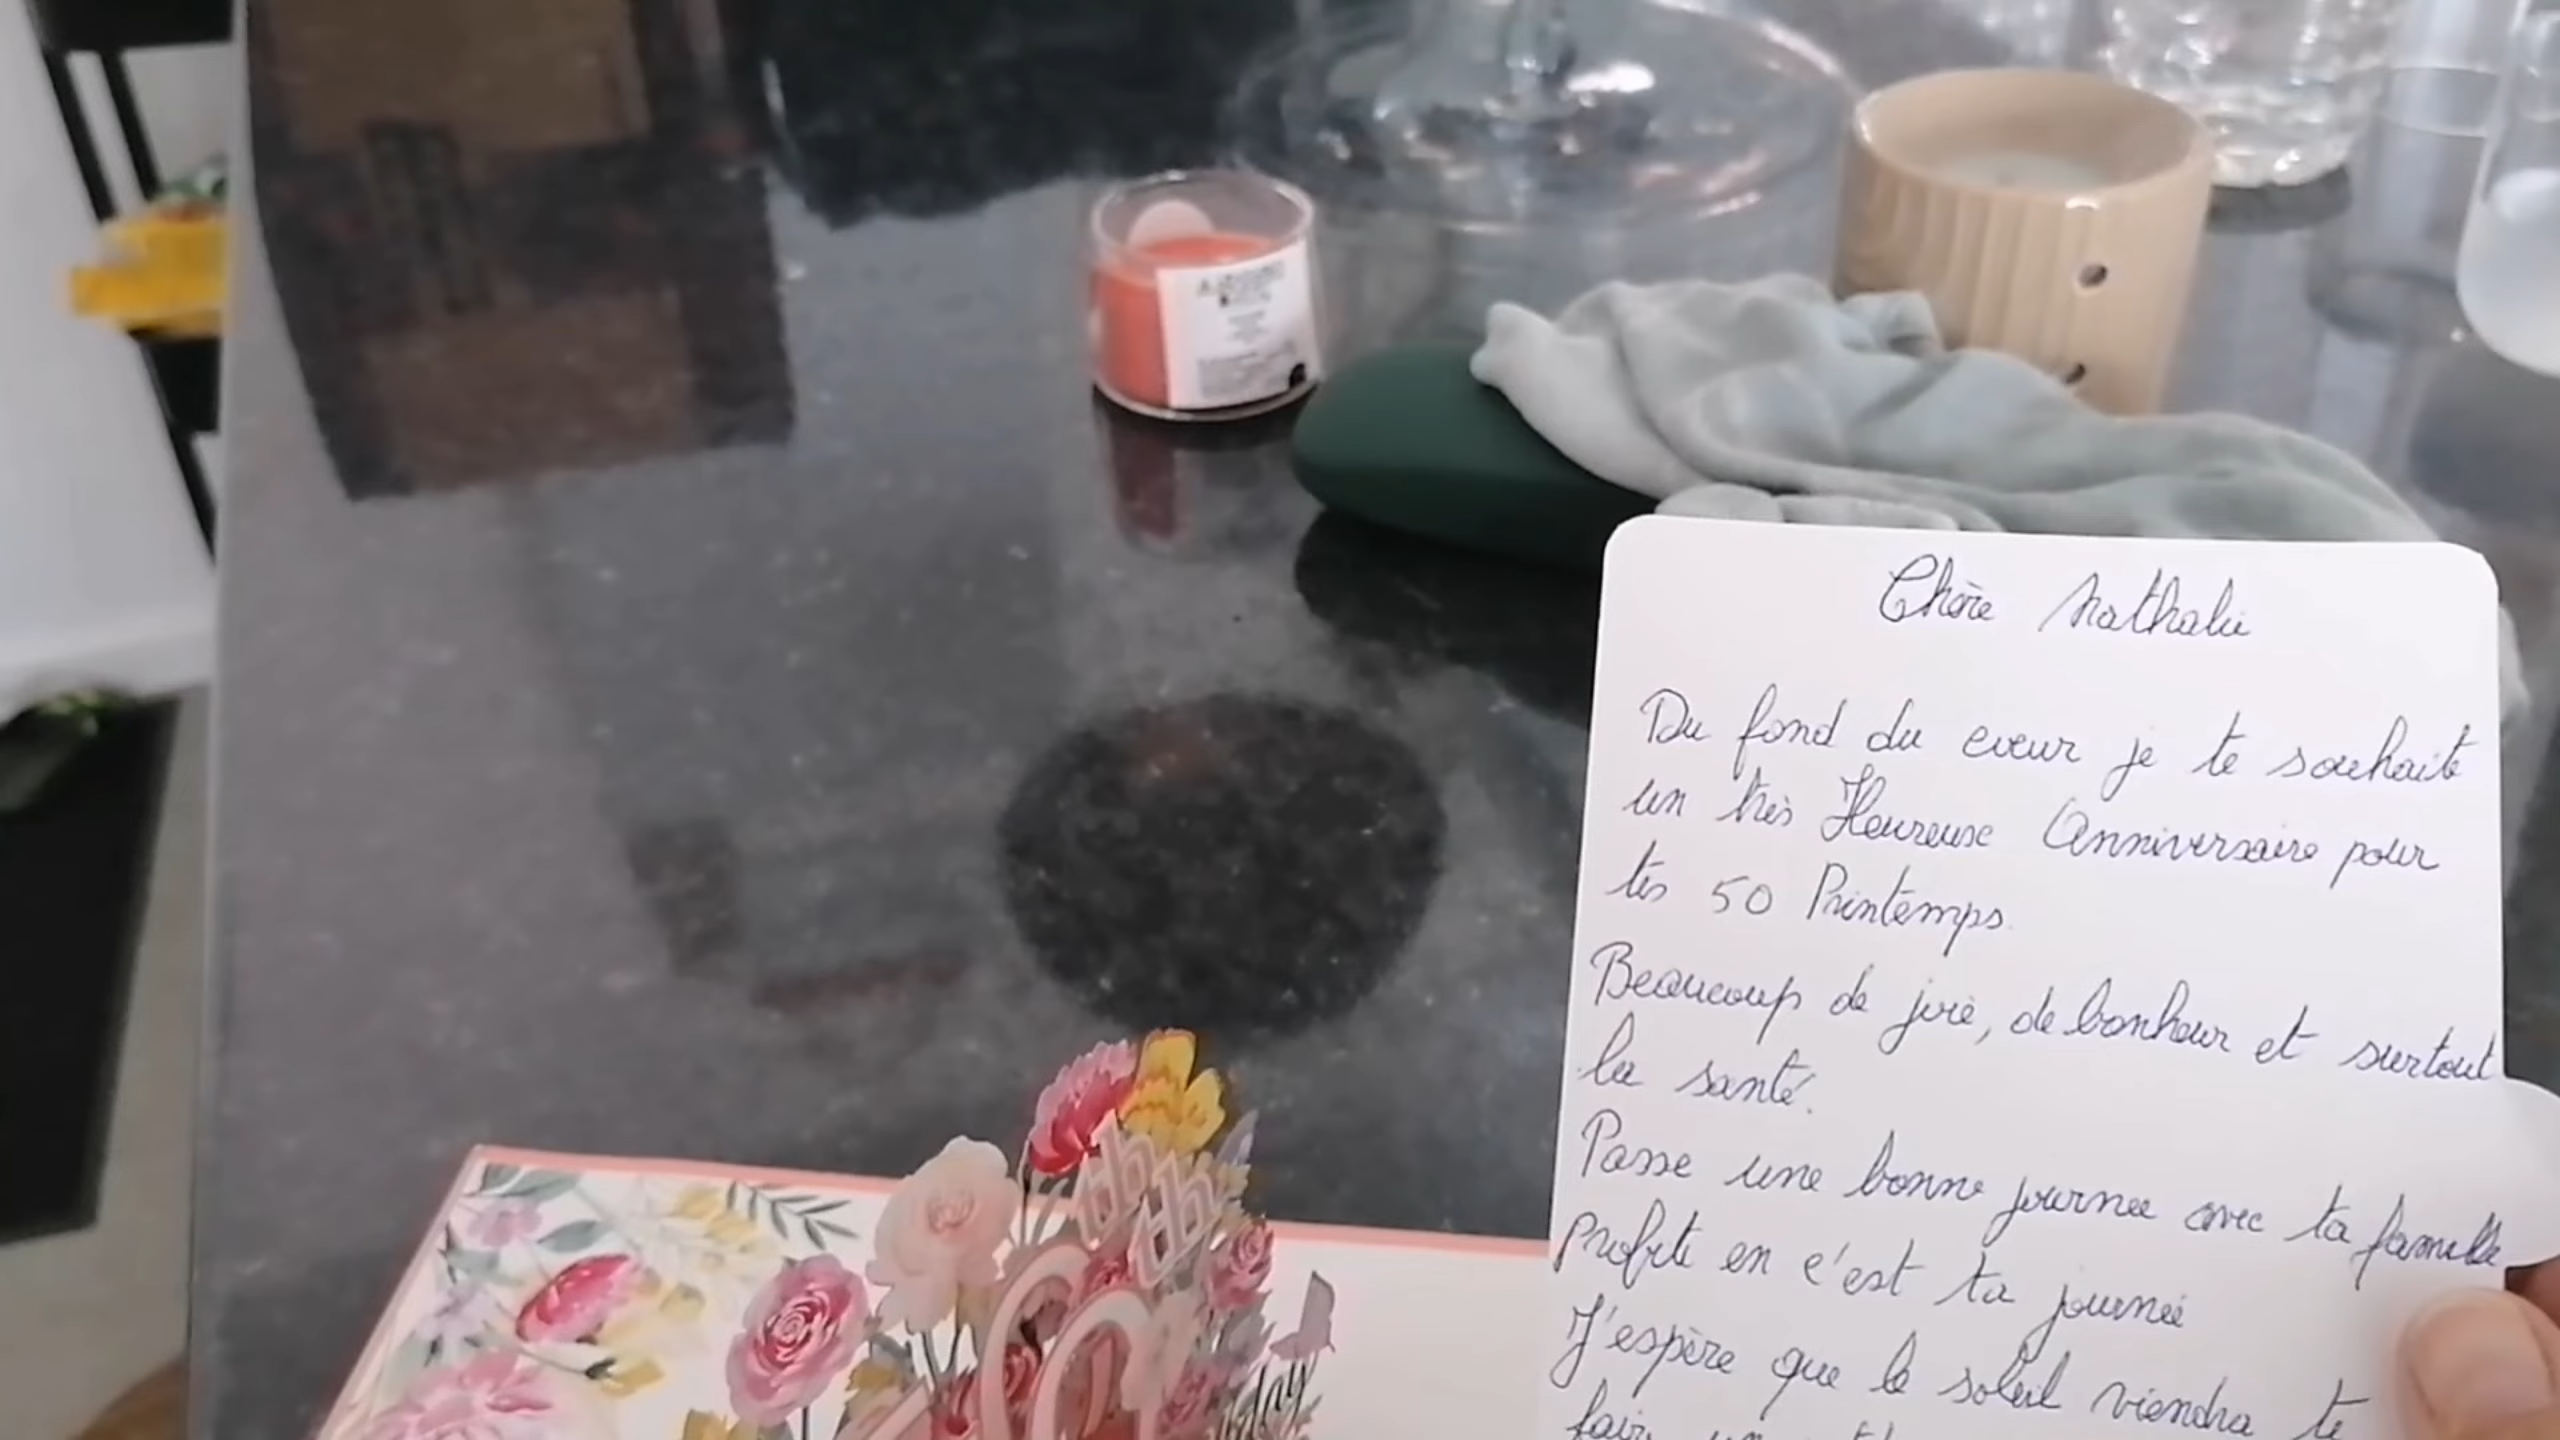 Chère Nathalie
Du fond du cœur je te souhaite
un très Heureuse Anniversaire pour
tes 50 Printemps.
Beaucoup de joie, de bonheur et surtout
la santé.
Passe une bonne journée avec ta famille
Profite en c'est ta journée
J'espère que le soleil viendra te
faire un